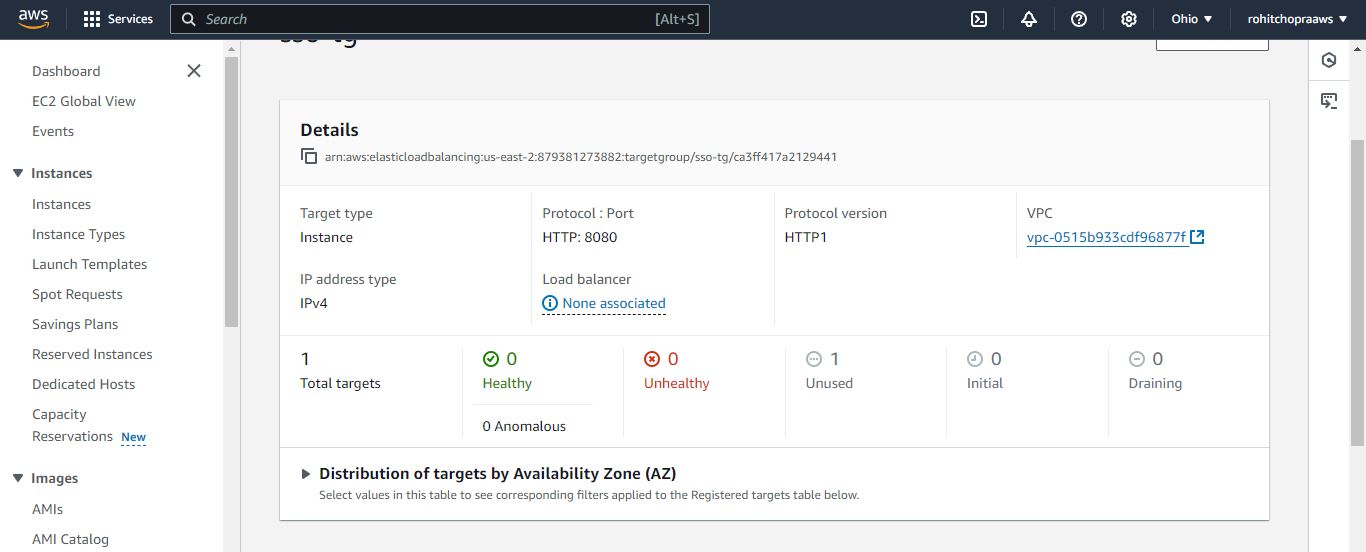 aws Services Search [Alt+S] Ohio ▼ rohitchopraaws ▼
Dashboard
EC2 Global View
Events
Instances
Instances
Instance Types
Launch Templates
Spot Requests
Savings Plans
Reserved Instances
Dedicated Hosts
Capacity
Reservations New
Images
AMIs
AMI Catalog
sso-tg
Details
arn:aws:elasticloadbalancing:us-east-2:879381273882:targetgroup/sso-tg/ca3ff417a2129441
Target type
Instance
Protocol : Port
HTTP: 8080
Protocol version
HTTP1
VPC
vpc-0515b933cdf96877f
IP address type
IPv4
Load balancer
None associated
1
Total targets
0
Healthy
0 Anomalous
0
Unhealthy
1
Unused
0
Initial
0
Draining
Distribution of targets by Availability Zone (AZ)
Select values in this table to see corresponding filters applied to the Registered targets table below.